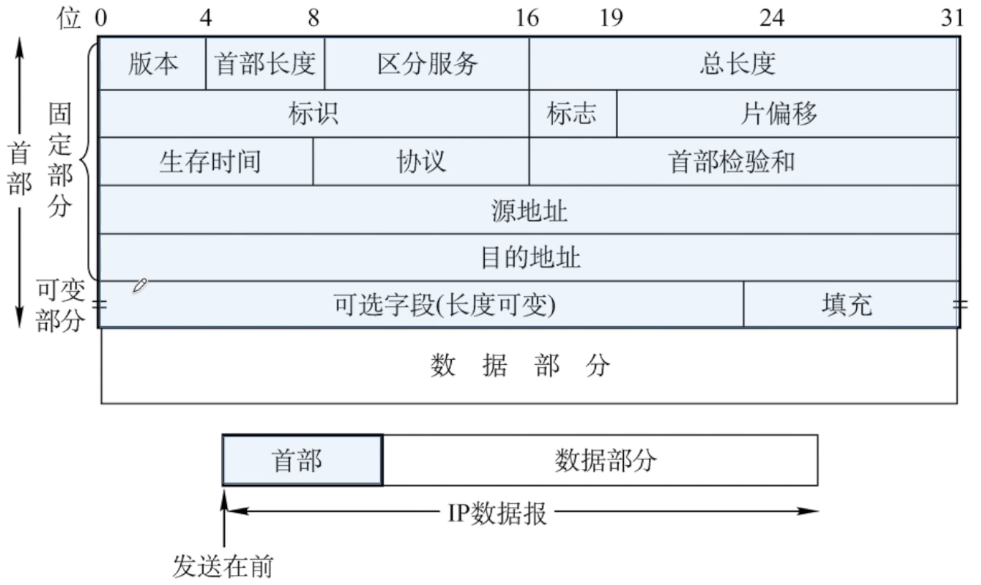 位 0 4 8 16 19 24 31
版本 首部长度 区分服务 总长度
标识 标志 片偏移
生存时间 协议 首部检验和
源地址
目的地址
可选字段(长度可变) 填充
首部
固定部分
可变
部分
数据部分
首部 数据部分
IP数据报
发送在前